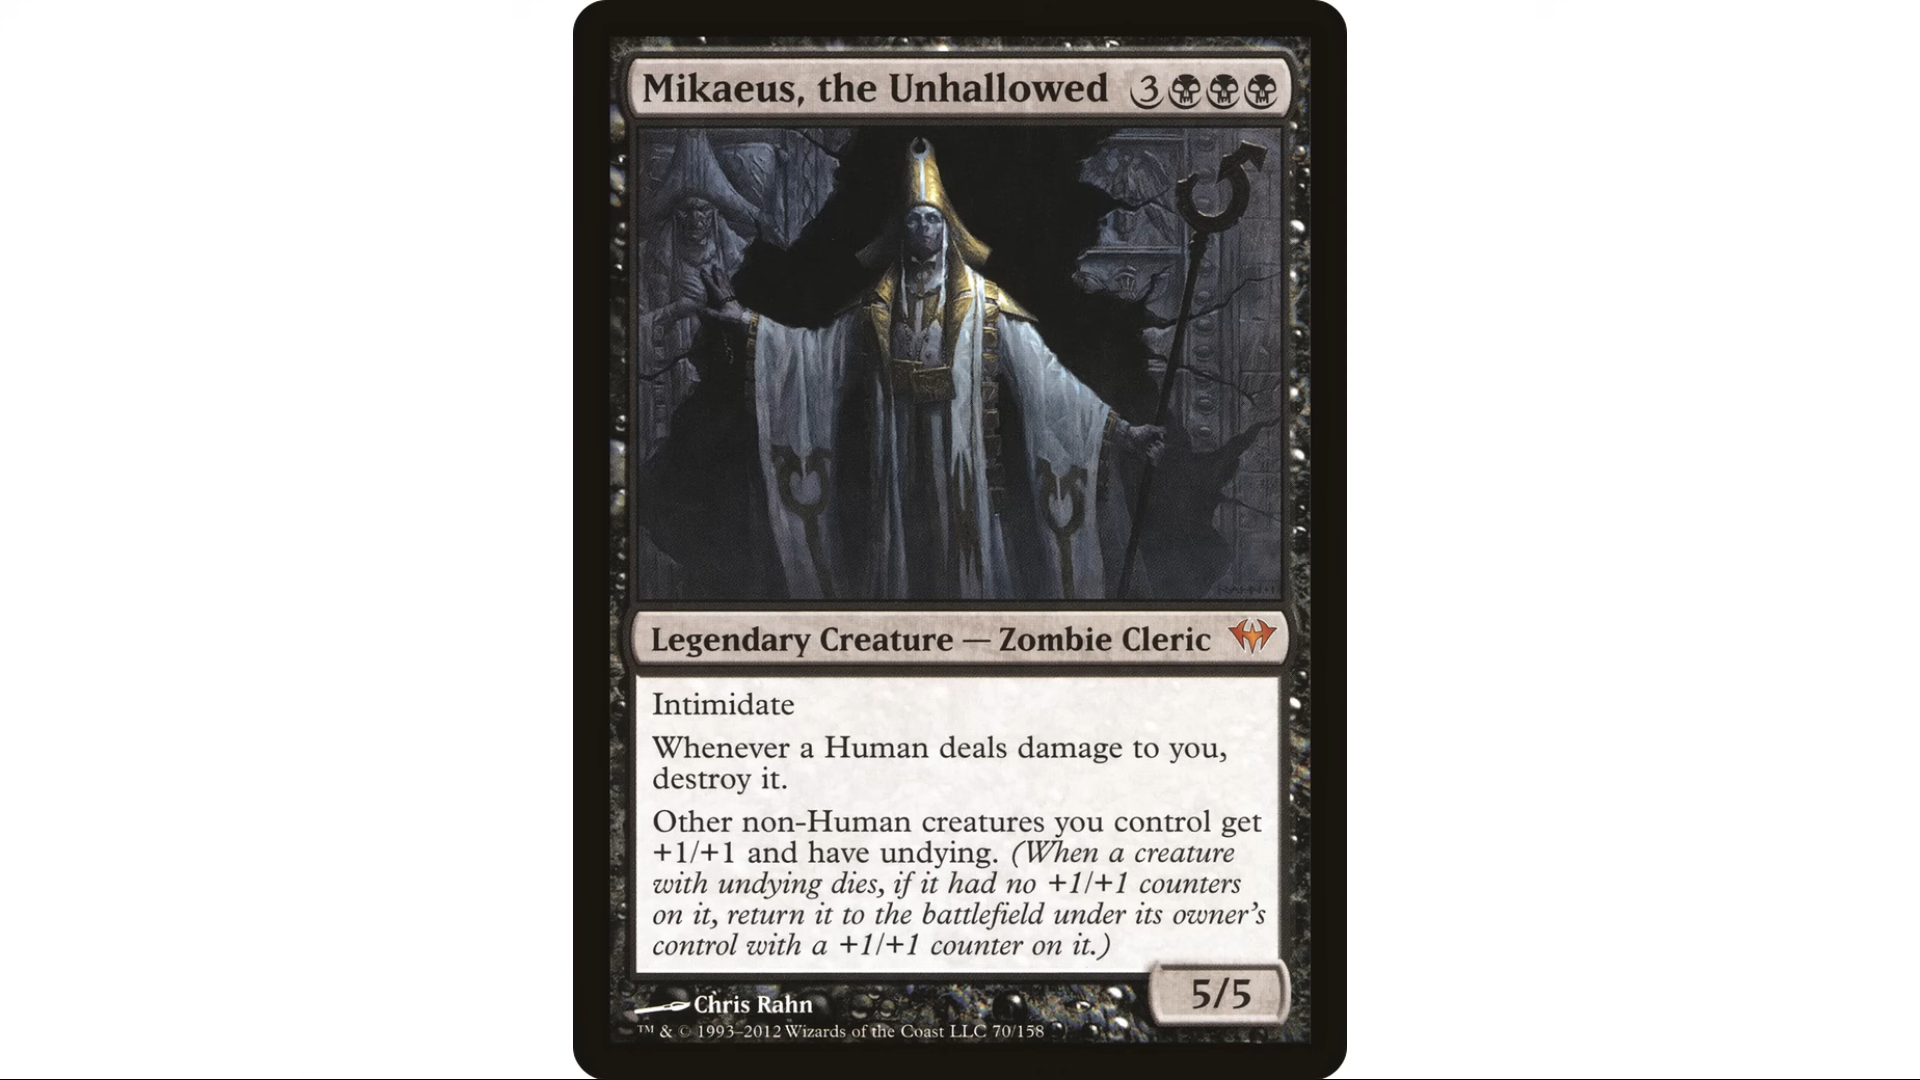 Mikaeus, the Unhallowed 3
Legendary Creature — Zombie Cleric
Intimidate
Whenever a Human deals damage to you,
destroy it.
Other non-Human creatures you control get
+1/+1 and have undying. (When a creature
with undying dies, if it had no +1/+1 counters
on it, return it to the battlefield under its owner's
control with a +1/+1 counter on it.)
5/5
Chris Rahn
™ & © 1993–2012 Wizards of the Coast LLC 70/158